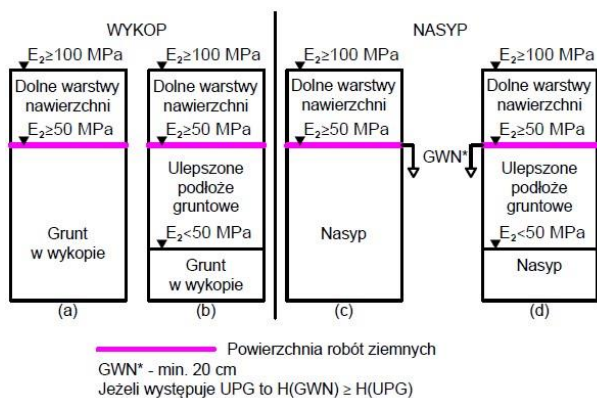 WYKOP
NASYP
E₂≥100 MPa
E₂≥100 MPa
E₂≥100 MPa
E₂≥100 MPa
Dolne warstwy
nawierzchni
Dolne warstwy
nawierzchni
Dolne warstwy
nawierzchni
Dolne warstwy
nawierzchni
E₂≥50 MPa
E₂≥50 MPa
E₂≥50 MPa
E₂≥50 MPa
GWN*
Grunt
w wykopie
Ulepszone
podłoże
gruntowe
Nasyp
Ulepszone
podłoże
gruntowe
E₂<50 MPa
E₂<50 MPa
Grunt
w wykopie
Nasyp
(a)
(b)
(c)
(d)
Powierzchnia robót ziemnych
GWN* - min. 20 cm
Jeżeli występuje UPG to H(GWN) ≥ H(UPG)